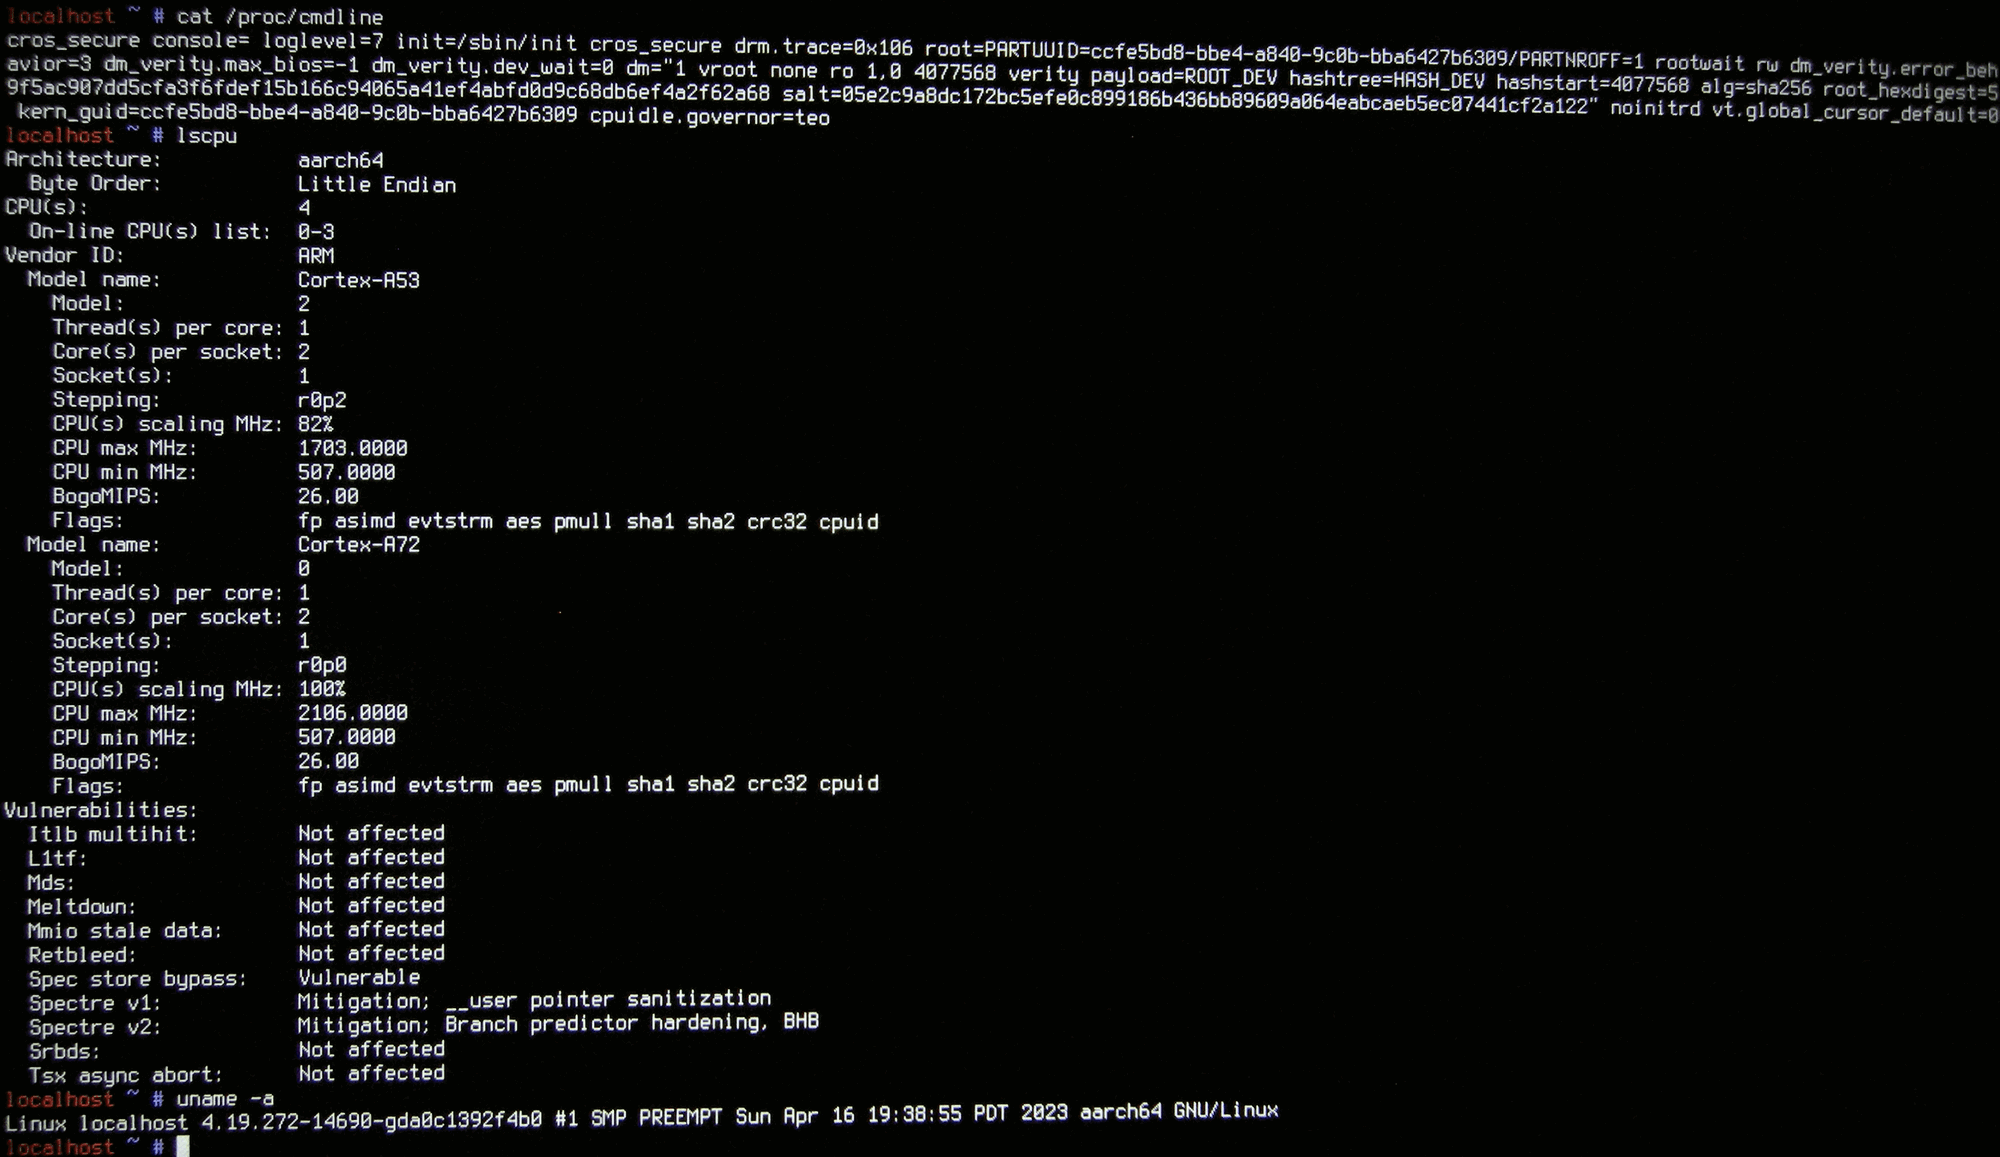 localhost ~ # cat /proc/cmdline
cros_secure console= loglevel=7 init=/sbin/init cros_secure drm.trace=0x106 root=PARTUUID=ccfe5bd8-bbe4-a840-9c0b-bba6427b6309/PARTNROFF=1 rootwait rw dm_verity.error_beh
avior=3 dm_verity.max_bios=-1 dm_verity.dev_wait=0 dm="1 vroot none ro 1,0 4077568 verity payload=ROOT_DEV hashtree=HASH_DEV hashstart=4077568 alg=sha256 root_hexdigest=5
9f5ac907dd5cfa3f6fdef15b166c94065a41ef4abfd0d9c68db6ef4a2f62a68 salt=05e2c9a8dc172bc5efe0c899186b436bb89609a064eabcaeb5ec07441cf2a122" noinitrd vt.global_cursor_default=0
 kern_guid=ccfe5bd8-bbe4-a840-9c0b-bba6427b6309 cpuidle.governor=teo
localhost ~ # lscpu
Architecture: aarch64
Byte Order: Little Endian
CPU(s): 4
On-line CPU(s) list: 0-3
Vendor ID: ARM
Model name: Cortex-A53
Model: 2
Thread(s) per core: 1
Core(s) per socket: 2
Socket(s): 1
Stepping: r0p2
CPU(s) scaling MHz: 82%
CPU max MHz: 1703.0000
CPU min MHz: 507.0000
BogoMIPS: 26.00
Flags: fp asimd evtstrm aes pmull sha1 sha2 crc32 cpuid
Model name: Cortex-A72
Model: 0
Thread(s) per core: 1
Core(s) per socket: 2
Socket(s): 1
Stepping: r0p0
CPU(s) scaling MHz: 100%
CPU max MHz: 2106.0000
CPU min MHz: 507.0000
BogoMIPS: 26.00
Flags: fp asimd evtstrm aes pmull sha1 sha2 crc32 cpuid
Vulnerabilities:
Itlb multihit: Not affected
L1tf: Not affected
Mds: Not affected
Meltdown: Not affected
Mmio stale data: Not affected
Retbleed: Not affected
Spec store bypass: Vulnerable
Spectre v1: Mitigation; __user pointer sanitization
Spectre v2: Mitigation; Branch predictor hardening, BHB
Srbds: Not affected
Tsx async abort: Not affected
localhost ~ # uname -a
Linux localhost 4.19.272-14690-gda0c1392f4b0 #1 SMP PREEMPT Sun Apr 16 19:38:55 PDT 2023 aarch64 GNU/Linux
localhost ~ #